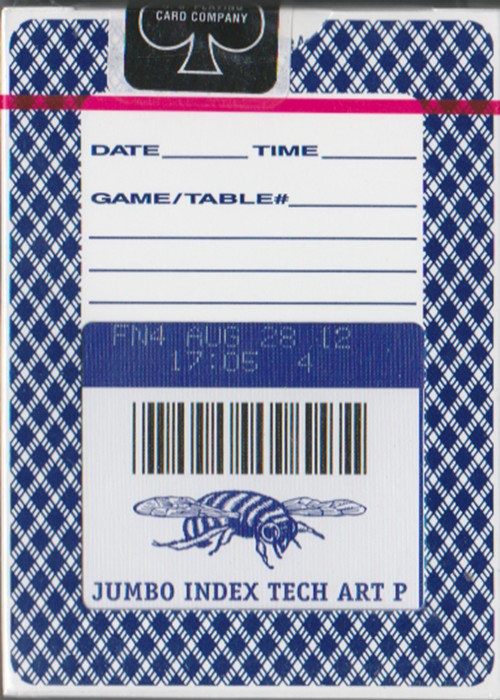 CARD COMPANY
DATE TIME
GAME/TABLE#
FN4 AUG 28 12
17:05 4
JUMBO INDEX TECH ART P